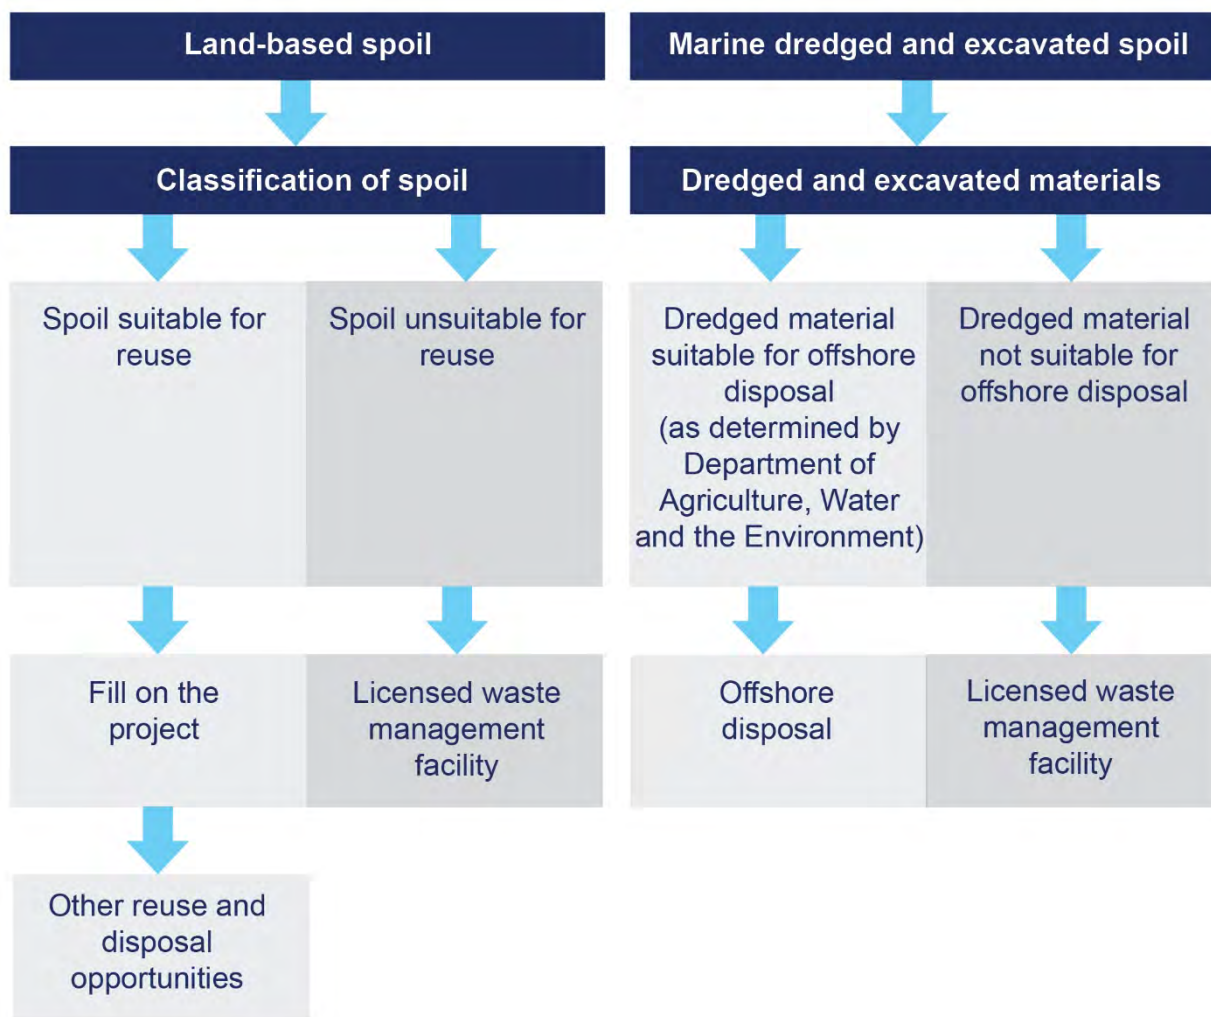 Land-based spoil
Classification of spoil
Spoil suitable for
reuse
Spoil unsuitable for
reuse
Fill on the
project
Licensed waste
management
facility
Other reuse and
disposal
opportunities
Marine dredged and excavated spoil
Dredged and excavated materials
Dredged material
suitable for offshore
disposal
(as determined by
Department of
Agriculture, Water
and the Environment)
Dredged material
not suitable for
offshore disposal
Offshore
disposal
Licensed waste
management
facility